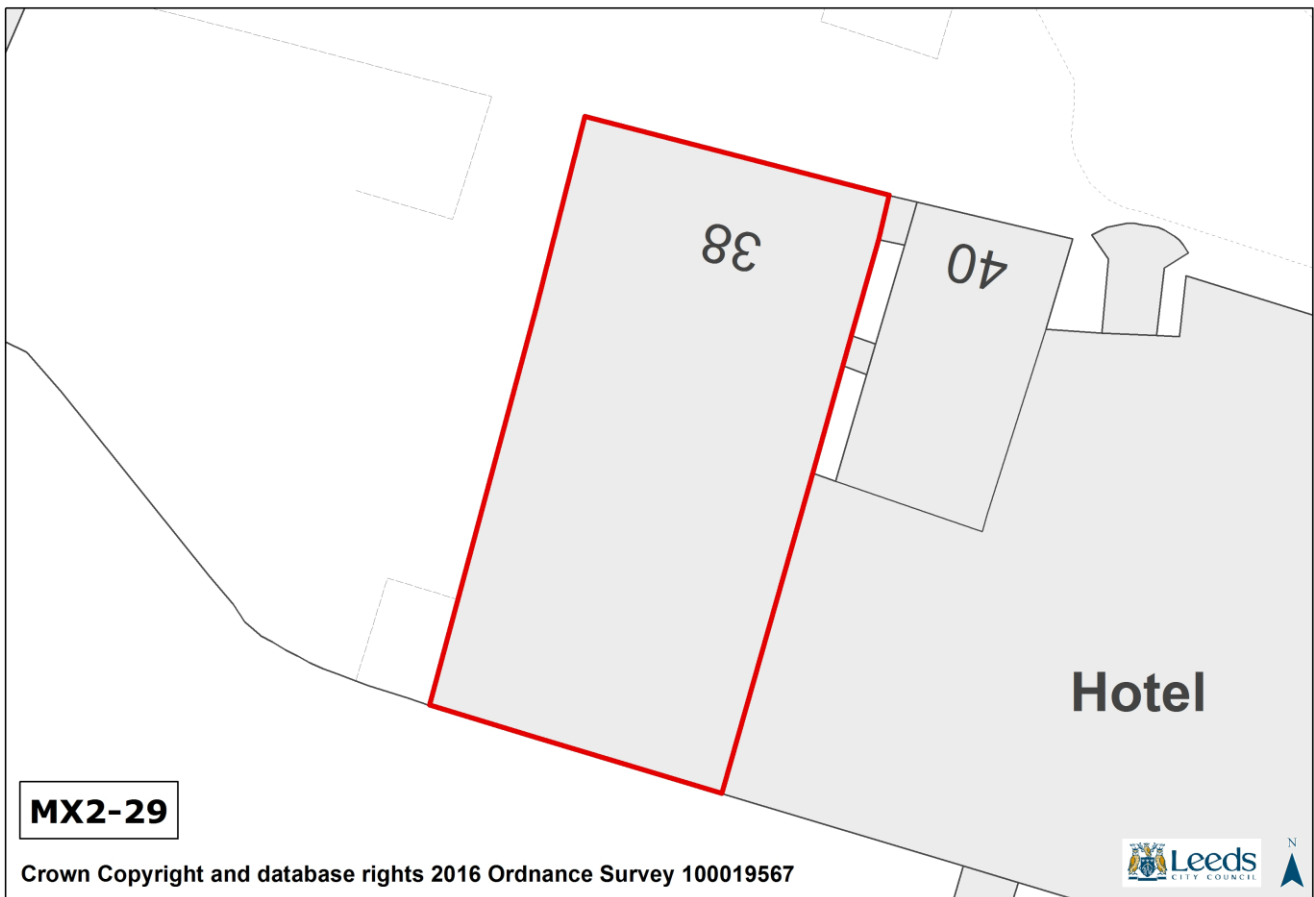 38
40
Hotel
MX2-29
Crown Copyright and database rights 2016 Ordnance Survey 100019567
Leeds
CITY COUNCIL
N